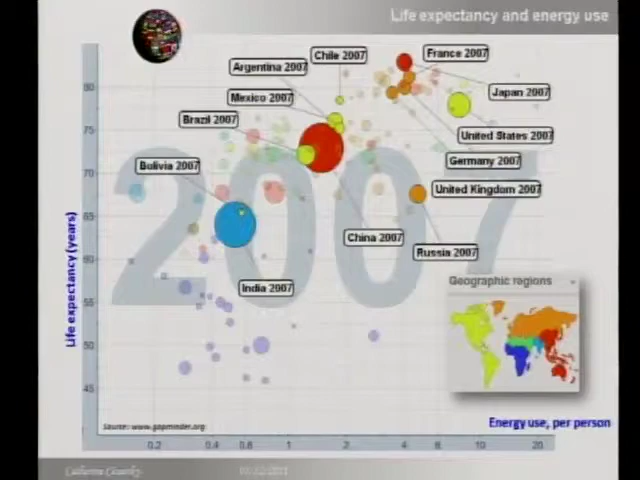 Life expectancy and energy use
Chile 2007
France 2007
Argentina 2007
Japan 2007
Mexico 2007
Brazil 2007
United States 2007
Bolivia 2007
Germany 2007
United Kingdom 2007
China 2007
Russia 2007
India 2007
2007
Life expectancy (years)
80
75
70
65
60
55
50
45
Geographic regions
Energy use, per person
Source: www.gapminder.org
0.2
0.4
0.6
1
2
4
6
10
20